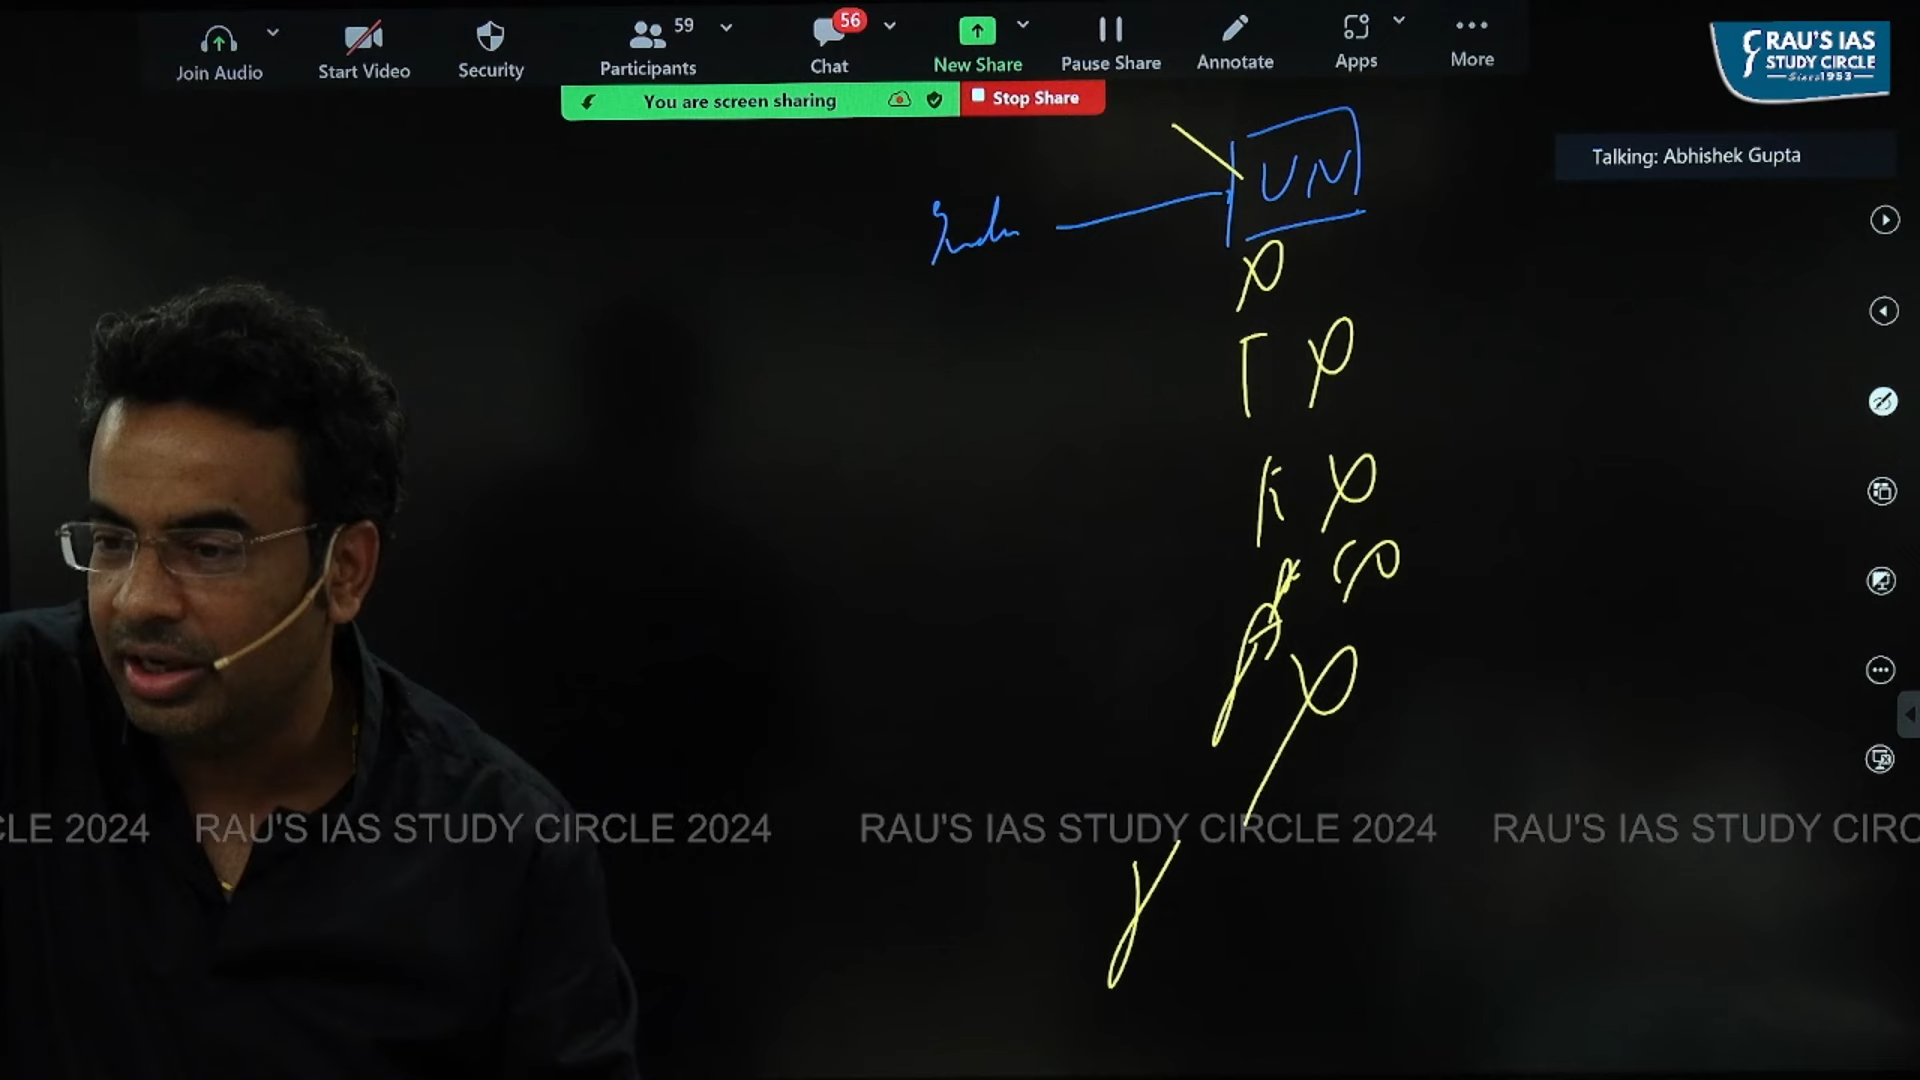 59
56
Join Audio
Start Video
Security
Participants
Chat
New Share
Pause Share
Annotate
Apps
More
RAU'S IAS
STUDY CIRCLE
Since 1953
You are screen sharing
Stop Share
Talking: Abhishek Gupta
UN
CLE 2024 RAU'S IAS STUDY CIRCLE 2024 RAU'S IAS STUDY CIRCLE 2024 RAU'S IAS STUDY CIRC